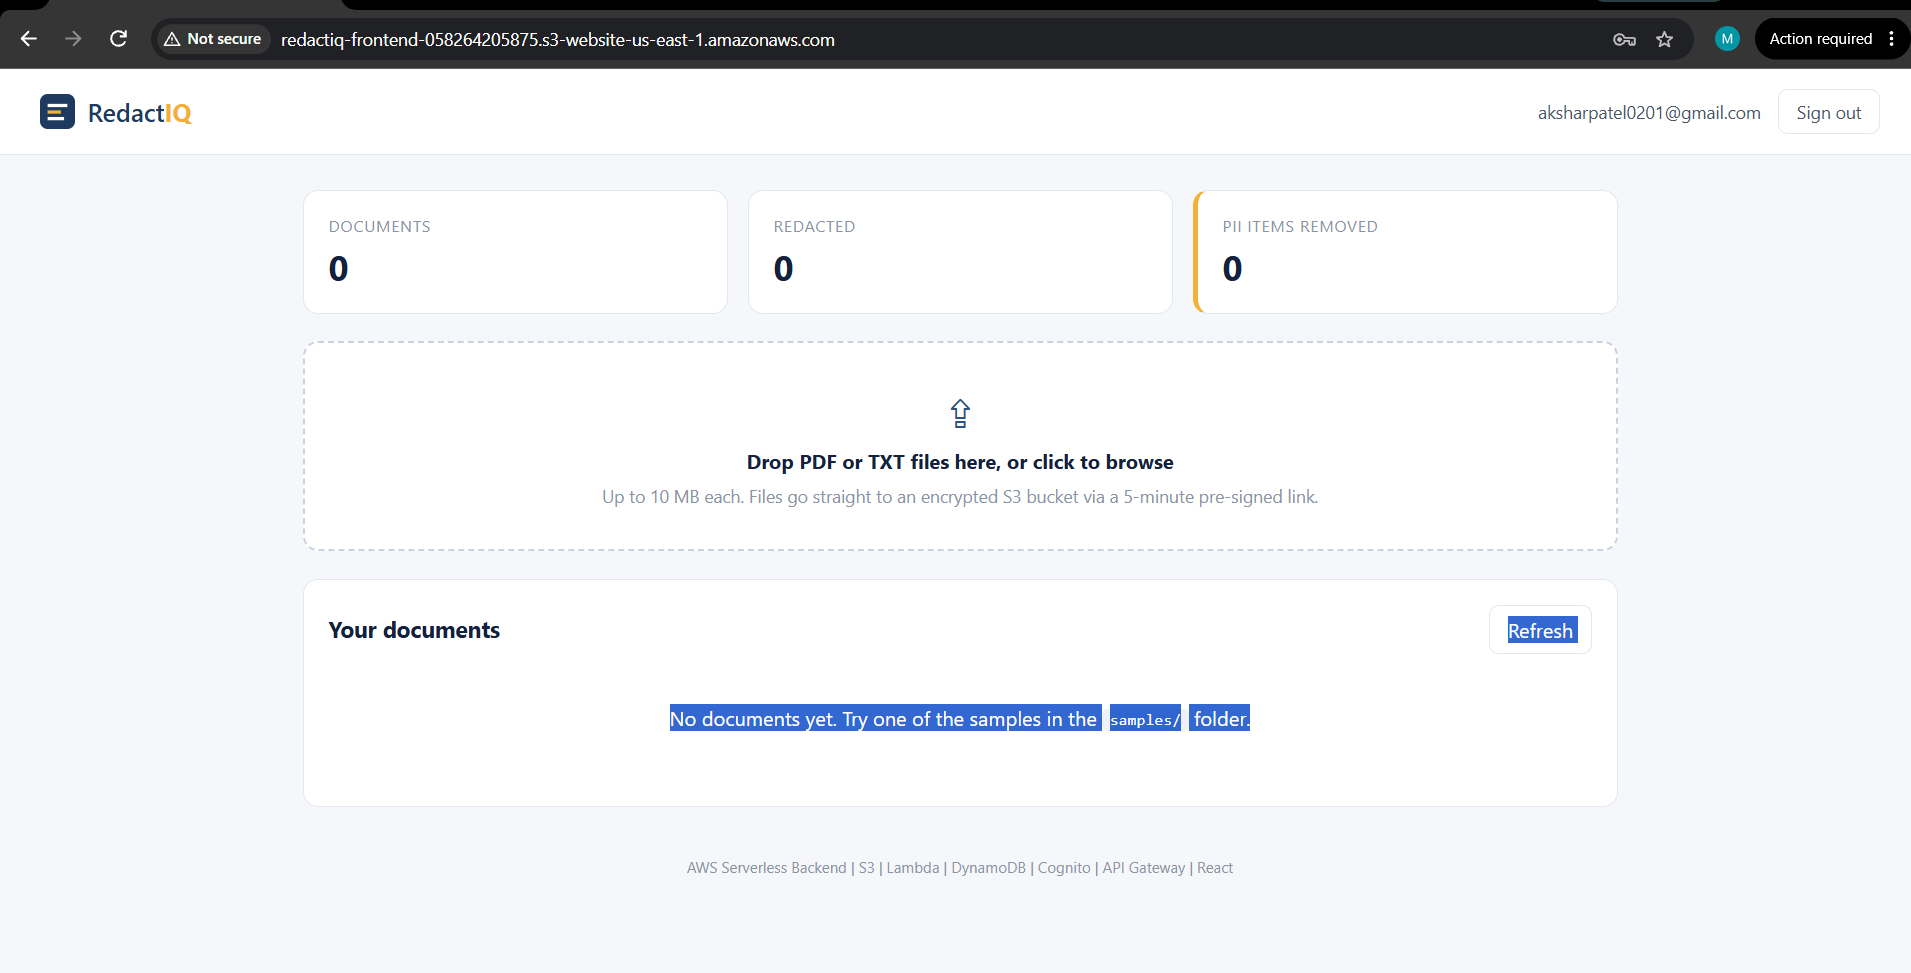 Not secure redactiq-frontend-058264205875.s3-website-us-east-1.amazonaws.com M Action required
RedactIQ aksharpatel0201@gmail.com Sign out
DOCUMENTS REDACTED PII ITEMS REMOVED
0 0 0
Drop PDF or TXT files here, or click to browse
Up to 10 MB each. Files go straight to an encrypted S3 bucket via a 5-minute pre-signed link.
Your documents Refresh
No documents yet. Try one of the samples in the samples/ folder.
AWS Serverless Backend | S3 | Lambda | DynamoDB | Cognito | API Gateway | React